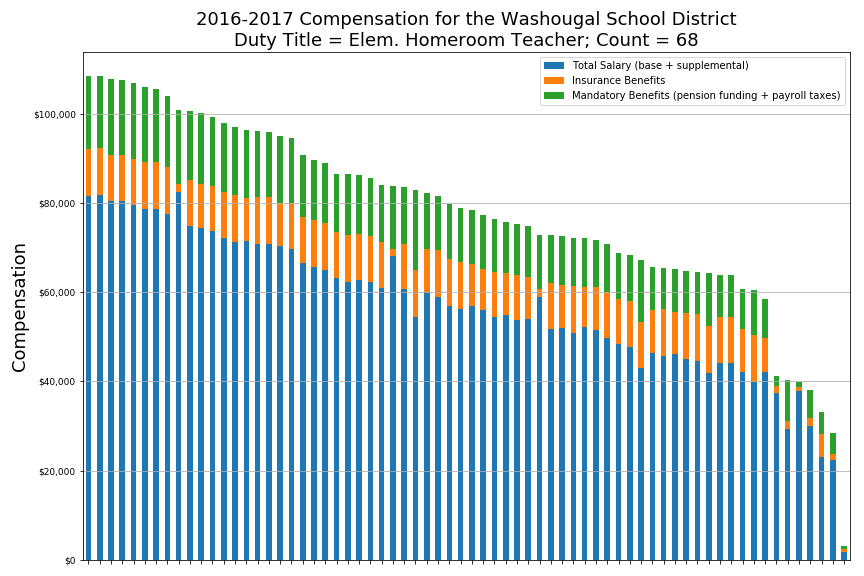 2016-2017 Compensation for the Washougal School District
Duty Title = Elem. Homeroom Teacher; Count = 68
Total Salary (base + supplemental)
Insurance Benefits
Mandatory Benefits (pension funding + payroll taxes)
Compensation
$100,000
$80,000
$60,000
$40,000
$20,000
$0